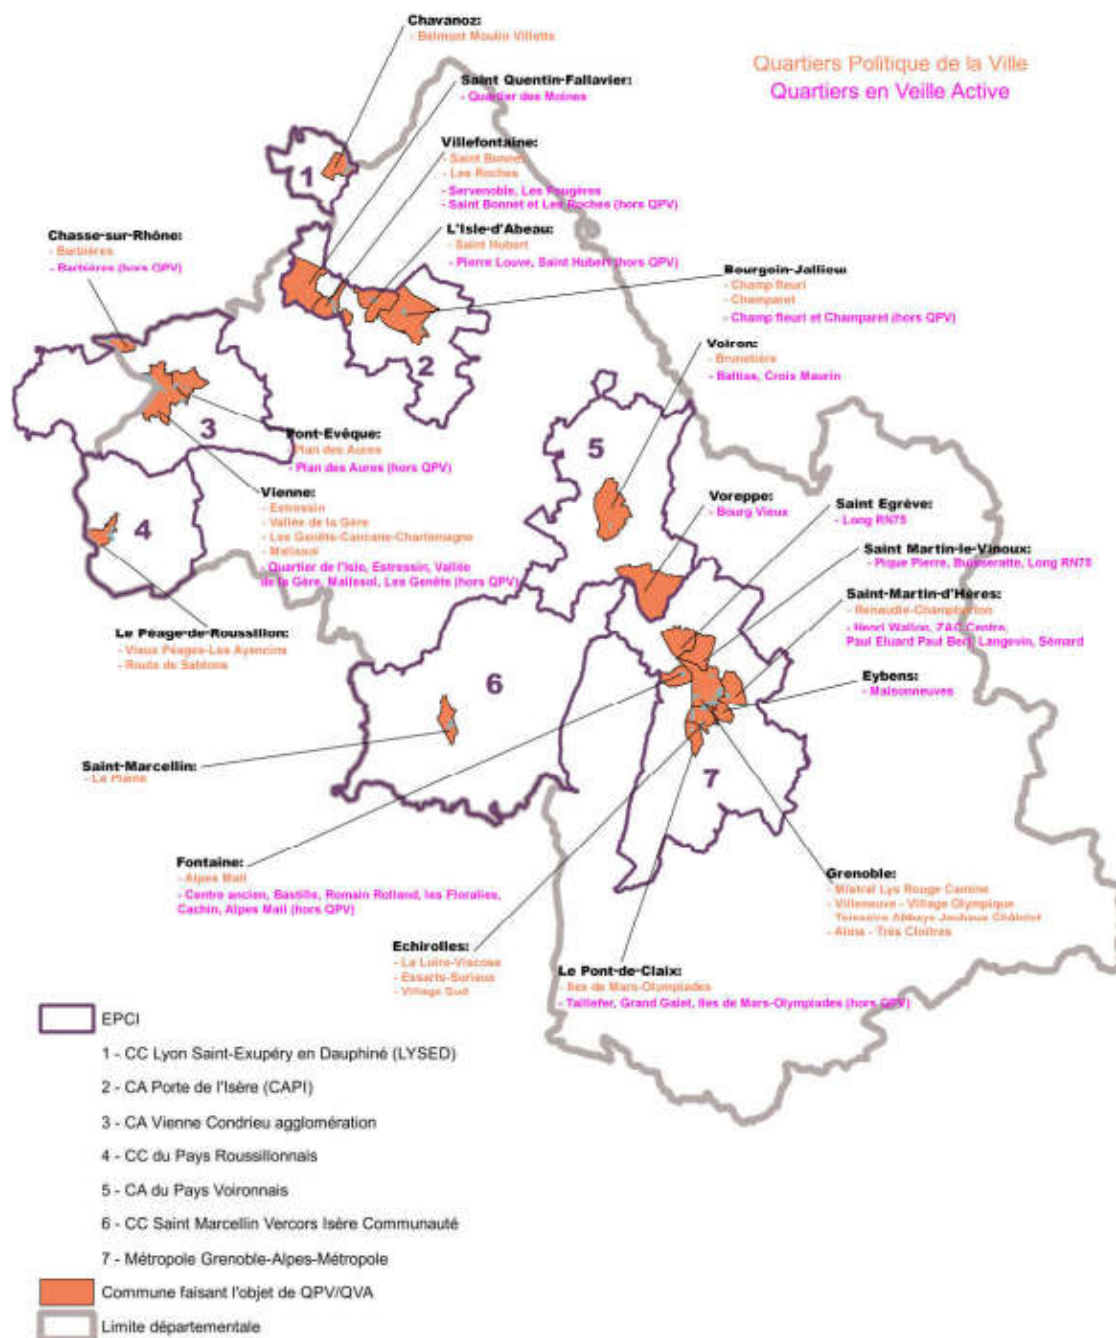 Chavanoz:
- Belmont Moulin Villette
Quartiers Politique de la Ville
Quartiers en Veille Active
Saint Quentin-Fallavier:
- Quartier des Moines
Villefontaine:
- Saint Bonnet
- Les Roches
- Servenoble, Les Fougères
- Saint Bonnet et Les Roches (hors QPV)
1
Chasse-sur-Rhône:
- Barbières
- Barbières (hors QPV)
L'Isle-d'Abeau:
- Saint Hubert
- Pierre Louve, Saint Hubert (hors QPV)
Bourgoin-Jallieu:
- Champ fleuri
- Champaret
- Champ fleuri et Champaret (hors QPV)
2
Voiron:
- Brunetière
- Baltiss, Croix Maurin
3
Pont-Evêque:
- Plan des Aures
- Plan des Aures (hors QPV)
5
Vienne:
- Estressin
- Vallée de la Gère
- Les Genêts-Cancane-Charlemagne
- Malissol
- Quartier de l'Isle, Estressin, Vallée
de la Gère, Malissol, Les Genêts (hors QPV)
4
Voreppe:
- Bourg Vieux
Saint Egrève:
- Long RN75
Saint Martin-le-Vinoux:
- Pique Pierre, Buisseratte, Long RN75
Saint-Martin-d'Hères:
- Renaudie-Champberton
- Henri Wallon, ZAC Centre,
Paul Eluard Paul Bert, Langevin, Sémard
Le Péage-de-Roussillon:
- Vieux Péages-Les Ayencins
- Route de Sablons
6
Eybens:
- Maisonneuves
Saint-Marcellin:
- La Plaine
7
Fontaine:
- Alpes Mail
- Centre ancien, Bastille, Romain Rolland, les Floralies,
Cachin, Alpes Mail (hors QPV)
Grenoble:
- Mistral Lys Rouge Camine
- Villeneuve - Village Olympique
Teisseire Abbaye Jouhaux Châtelet
- Alma - Très Cloîtres
Echirolles:
- La Luire-Viscose
- Essarts-Surieux
- Village Sud
Le Pont-de-Claix:
- Iles de Mars-Olympiades
- Taillefer, Grand Galet, Iles de Mars-Olympiades (hors QPV)
EPCI
1 - CC Lyon Saint-Exupéry en Dauphiné (LYSED)
2 - CA Porte de l'Isère (CAPI)
3 - CA Vienne Condrieu agglomération
4 - CC du Pays Roussillonnais
5 - CA du Pays Voironnais
6 - CC Saint Marcellin Vercors Isère Communauté
7 - Métropole Grenoble-Alpes-Métropole
Commune faisant l'objet de QPV/QVA
Limite départementale